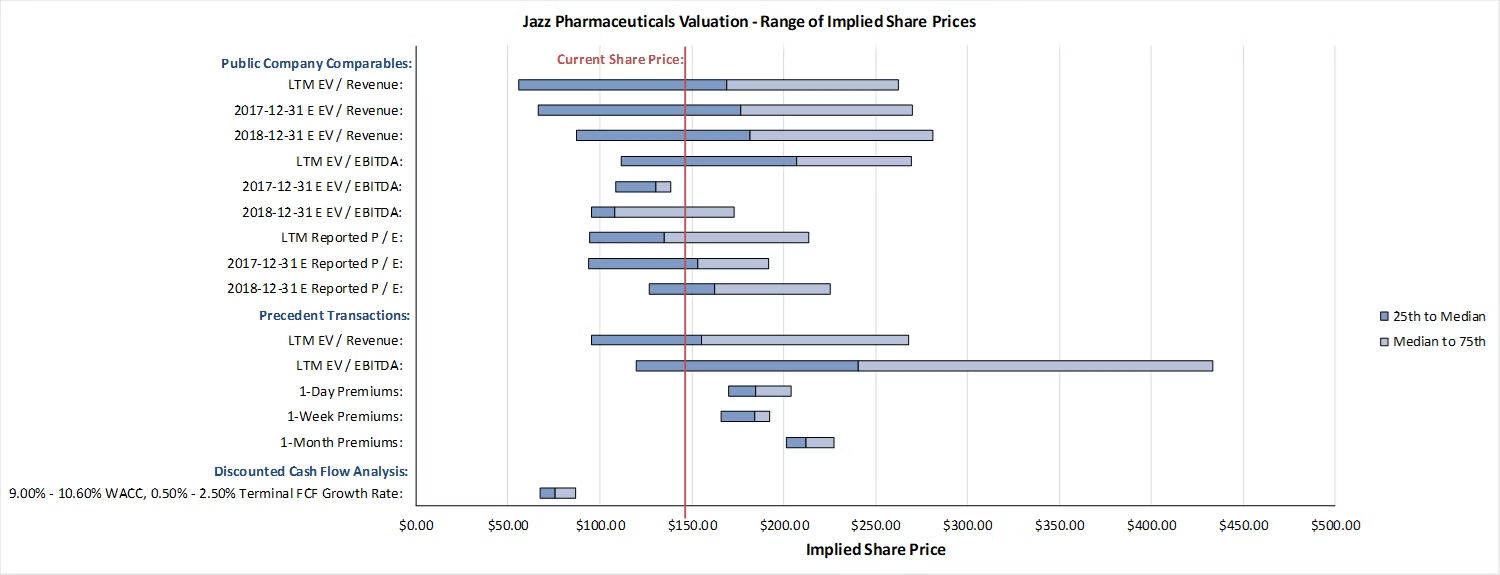 Jazz Pharmaceuticals Valuation - Range of Implied Share Prices
Current Share Price:
Public Company Comparables:
LTM EV / Revenue:
2017-12-31 E EV / Revenue:
2018-12-31 E EV / Revenue:
LTM EV / EBITDA:
2017-12-31 E EV / EBITDA:
2018-12-31 E EV / EBITDA:
LTM Reported P / E:
2017-12-31 E Reported P / E:
2018-12-31 E Reported P / E:
Precedent Transactions:
LTM EV / Revenue:
LTM EV / EBITDA:
1-Day Premiums:
1-Week Premiums:
1-Month Premiums:
Discounted Cash Flow Analysis:
9.00% - 10.60% WACC, 0.50% - 2.50% Terminal FCF Growth Rate:
25th to Median
Median to 75th
$0.00 $50.00 $100.00 $150.00 $200.00 $250.00 $300.00 $350.00 $400.00 $450.00 $500.00
Implied Share Price